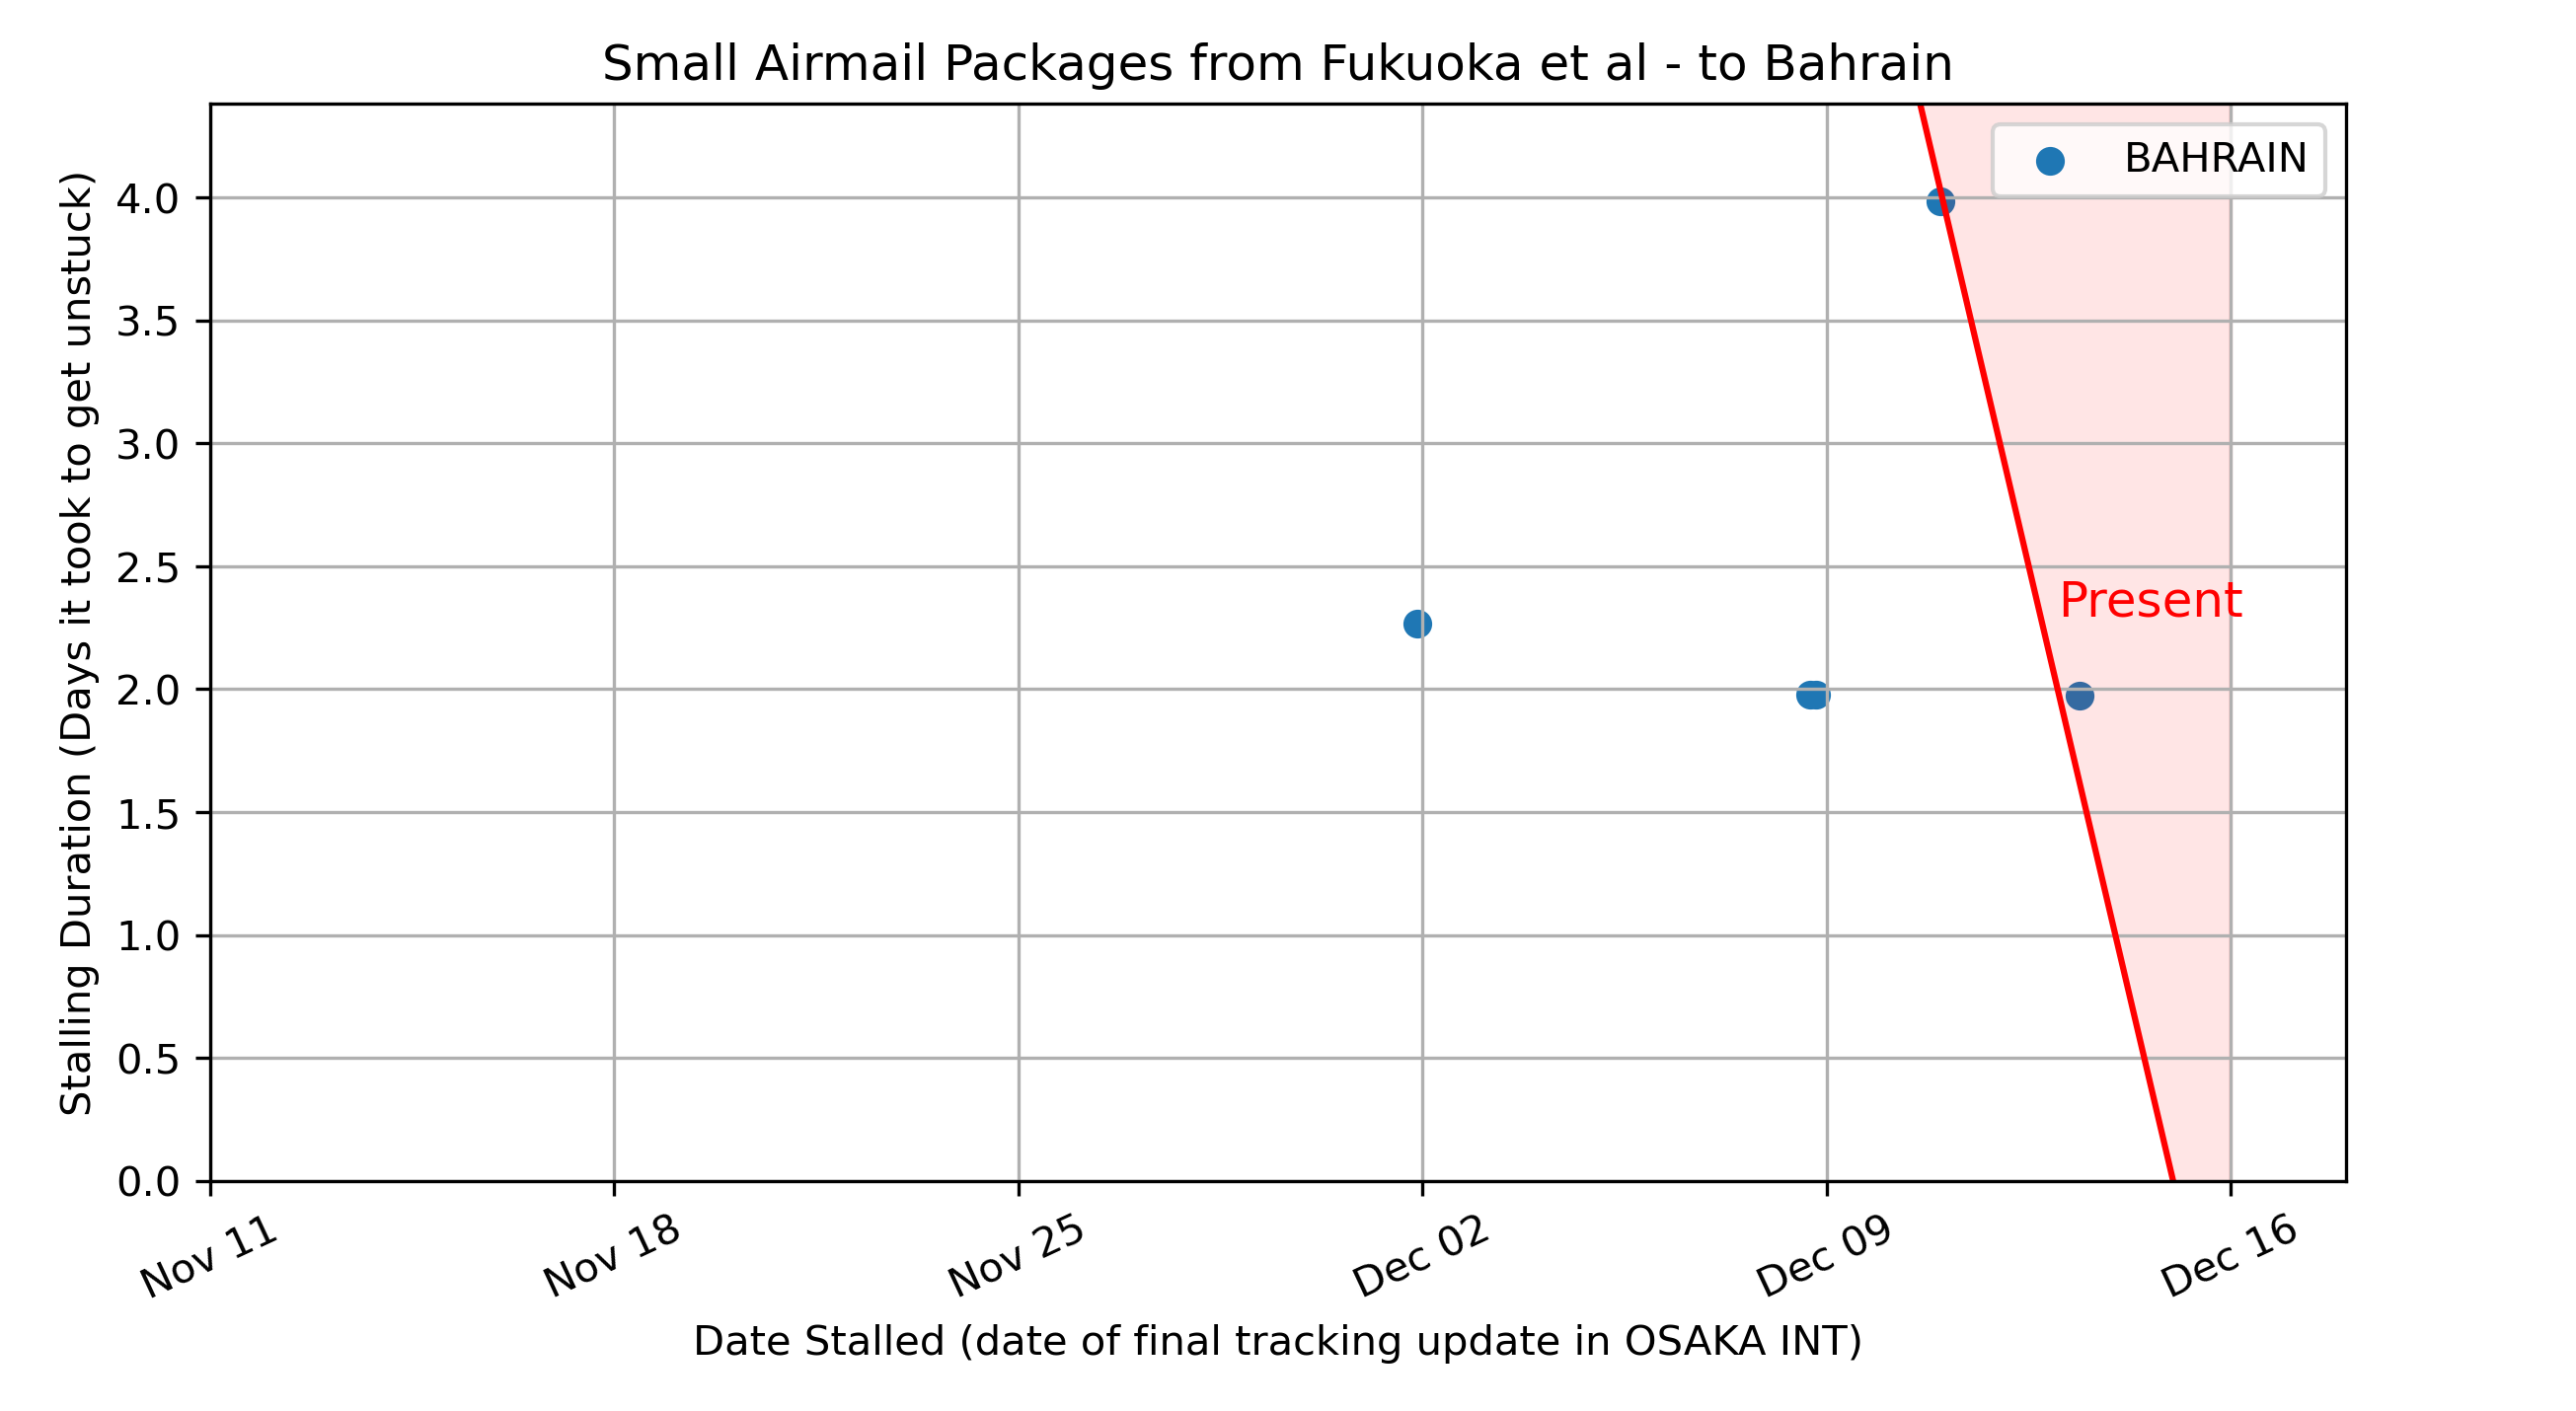 Small Airmail Packages from Fukuoka et al - to Bahrain
BAHRAIN
Stalling Duration (Days it took to get unstuck)
4.0
3.5
3.0
2.5
2.0
1.5
1.0
0.5
0.0
Present
Nov 11
Nov 18
Nov 25
Dec 02
Dec 09
Dec 16
Date Stalled (date of final tracking update in OSAKA INT)